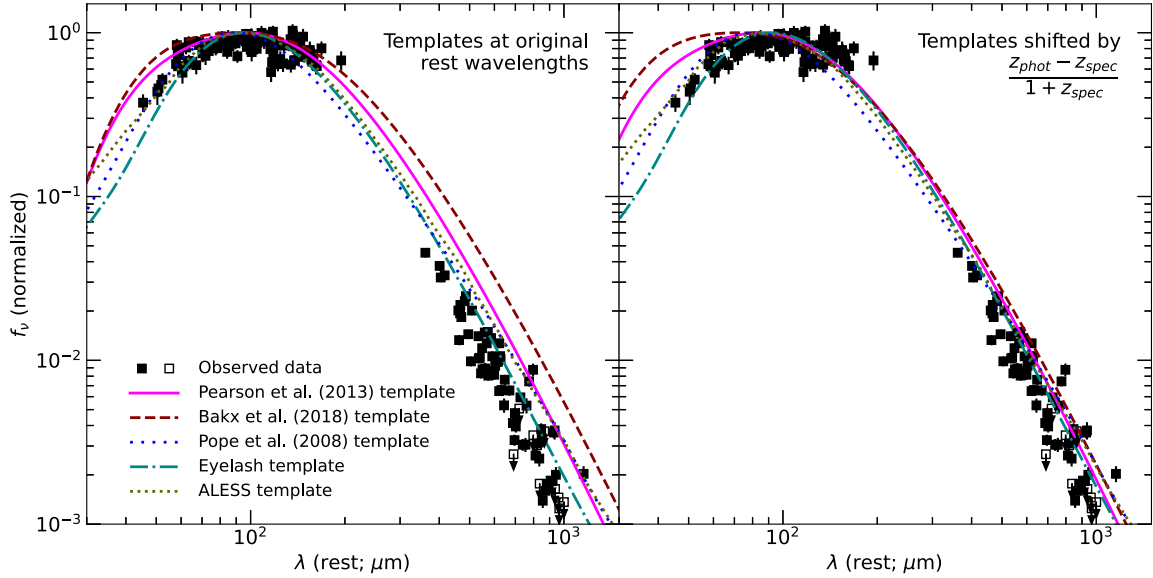 Templates at original
rest wavelengths
Templates shifted by
z_phot − z_spec
1 + z_spec
10^0
10^−1
10^−2
10^−3
f_ν (normalized)
Observed data
Pearson et al. (2013) template
Bakx et al. (2018) template
Pope et al. (2008) template
Eyelash template
ALESS template
10^2
10^3
10^2
10^3
λ (rest; μm)
λ (rest; μm)